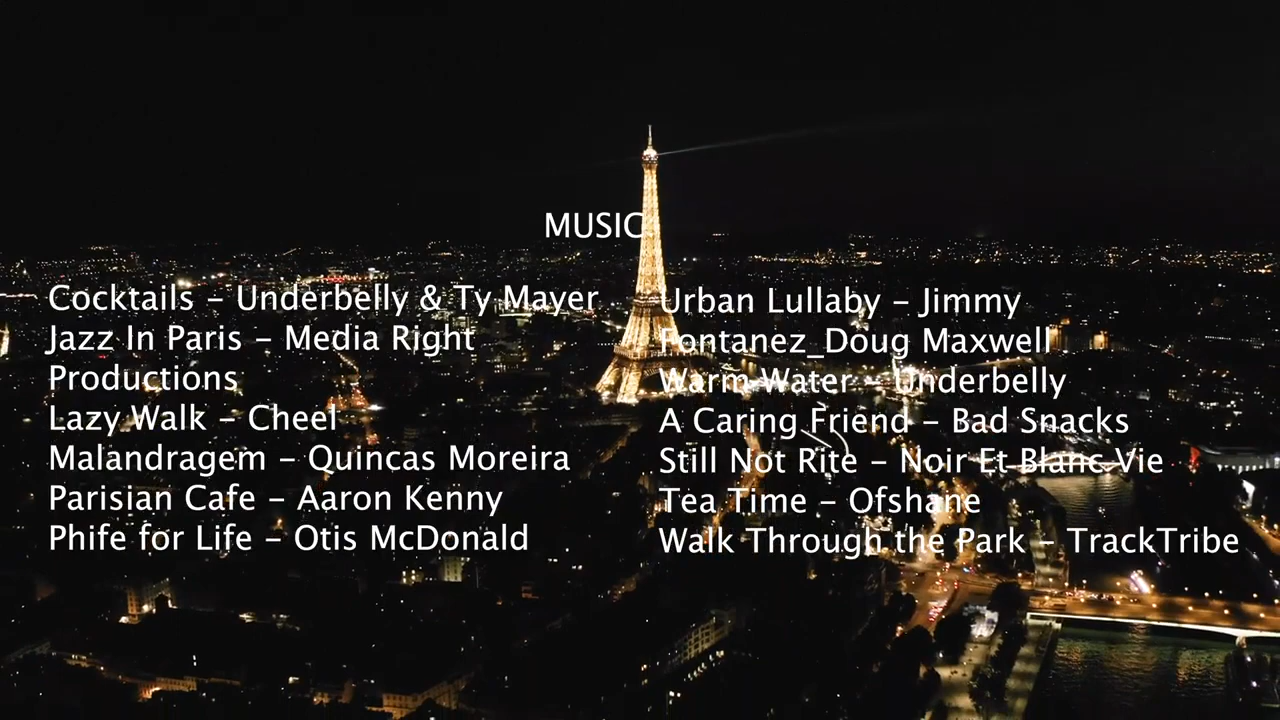 MUSIC
Cocktails – Underbelly & Ty Mayer
Jazz In Paris – Media Right
Productions
Lazy Walk – Cheel
Malandragem – Quincas Moreira
Parisian Cafe – Aaron Kenny
Phife for Life – Otis McDonald
Urban Lullaby – Jimmy
Fontanez_Doug Maxwell
Warm Water – Underbelly
A Caring Friend – Bad Snacks
Still Not Rite – Noir Et Blanc Vie
Tea Time – Ofshane
Walk Through the Park – TrackTribe